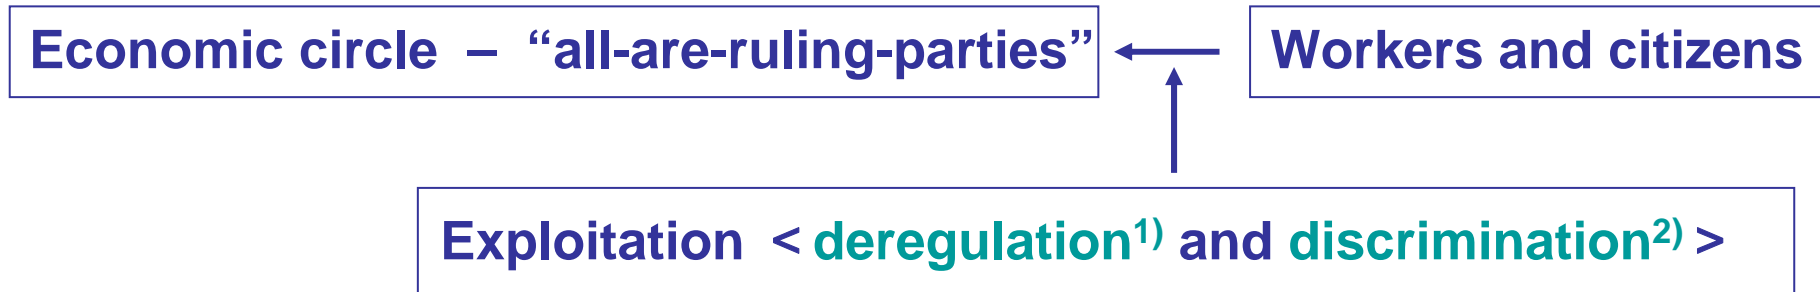 Economic circle – “all-are-ruling-parties”
Workers and citizens
Exploitation < deregulation1) and discrimination2) >